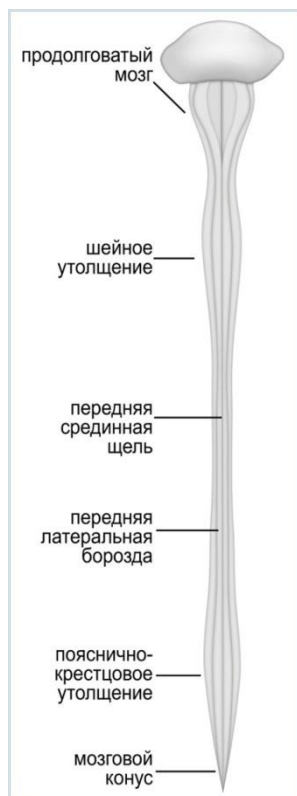 продолговатый
мозг
шейное
утолщение
передняя
срединная
щель
передняя
латеральная
борозда
пояснично-
крестцовое
утолщение
мозговой
конус